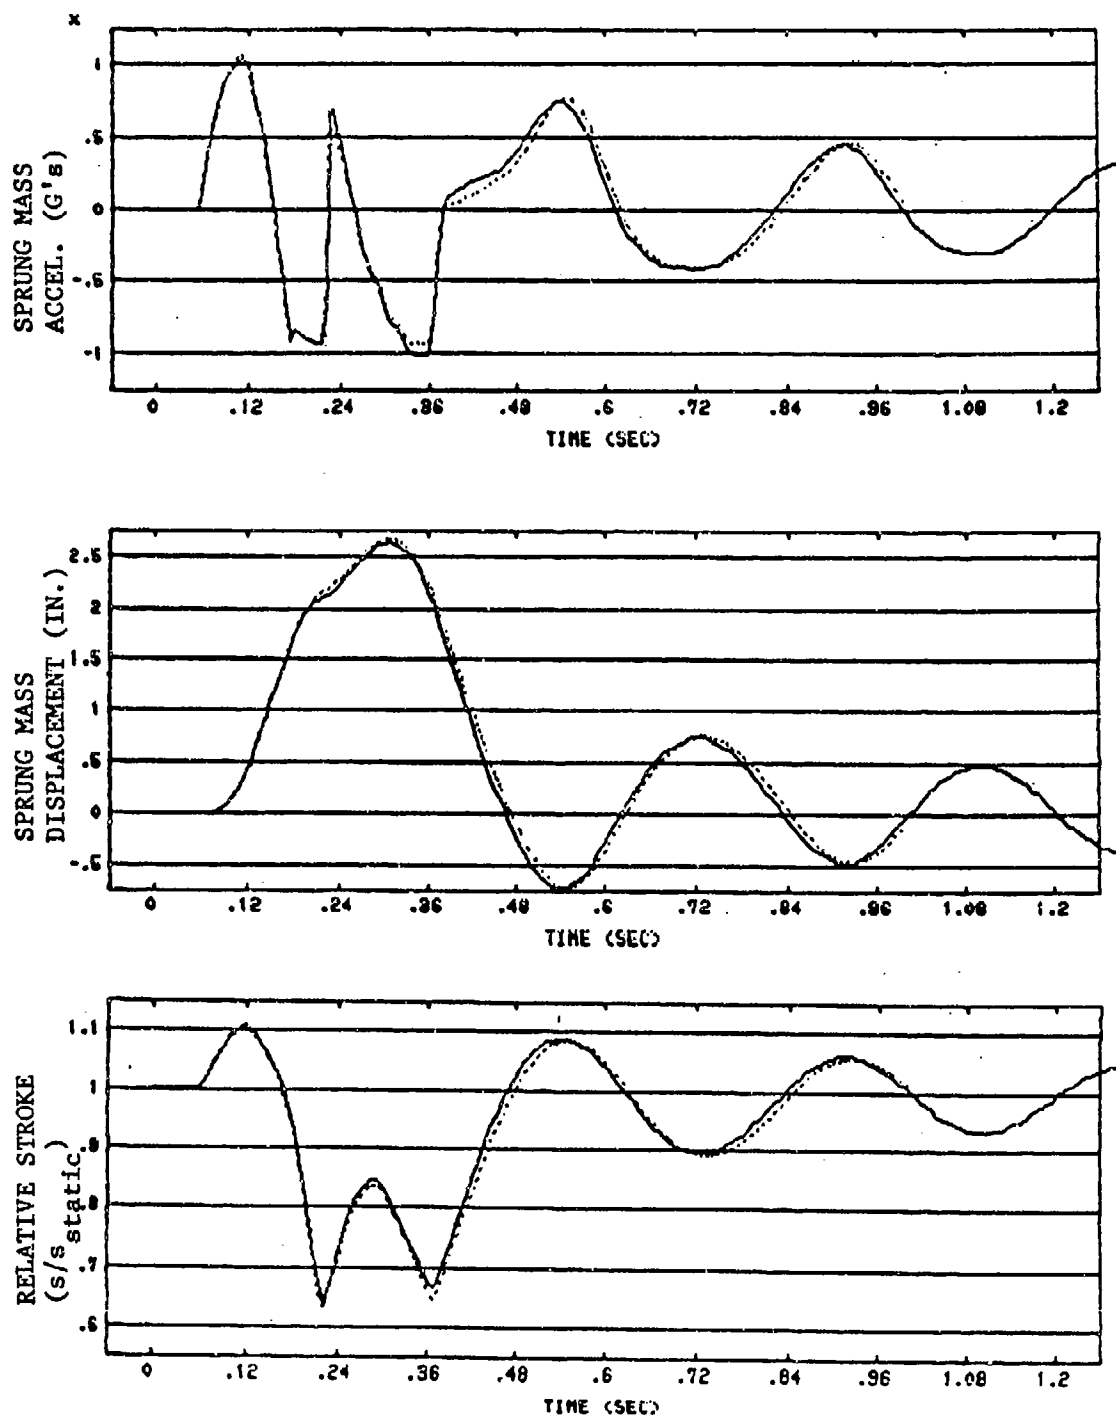 x
SPRUNG MASS
ACCEL. (G's)
1
.5
0
-.5
-1
0 .12 .24 .36 .48 .6 .72 .84 .96 1.08 1.2
TIME (SEC)
SPRUNG MASS
DISPLACEMENT (IN.)
2.5
2
1.5
1
.5
0
-.5
0 .12 .24 .36 .48 .6 .72 .84 .96 1.08 1.2
TIME (SEC)
RELATIVE STROKE
(s/s static)
1.1
1
.9
.8
.7
.6
0 .12 .24 .36 .48 .6 .72 .84 .96 1.08 1.2
TIME (SEC)